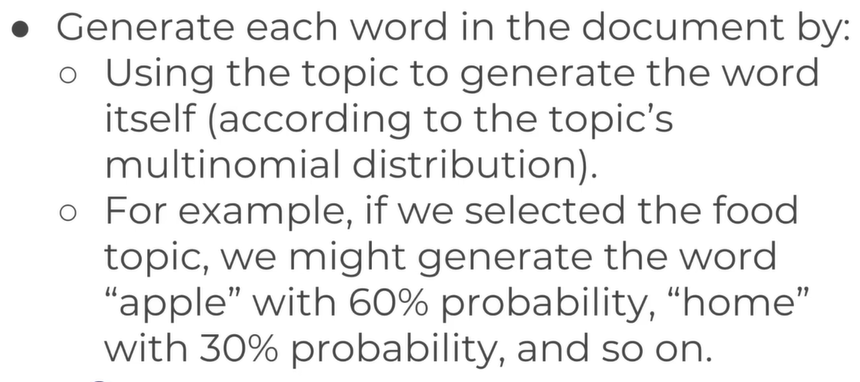 ● Generate each word in the document by:
○ Using the topic to generate the word
itself (according to the topic’s
multinomial distribution).
○ For example, if we selected the food
topic, we might generate the word
“apple” with 60% probability, “home”
with 30% probability, and so on.